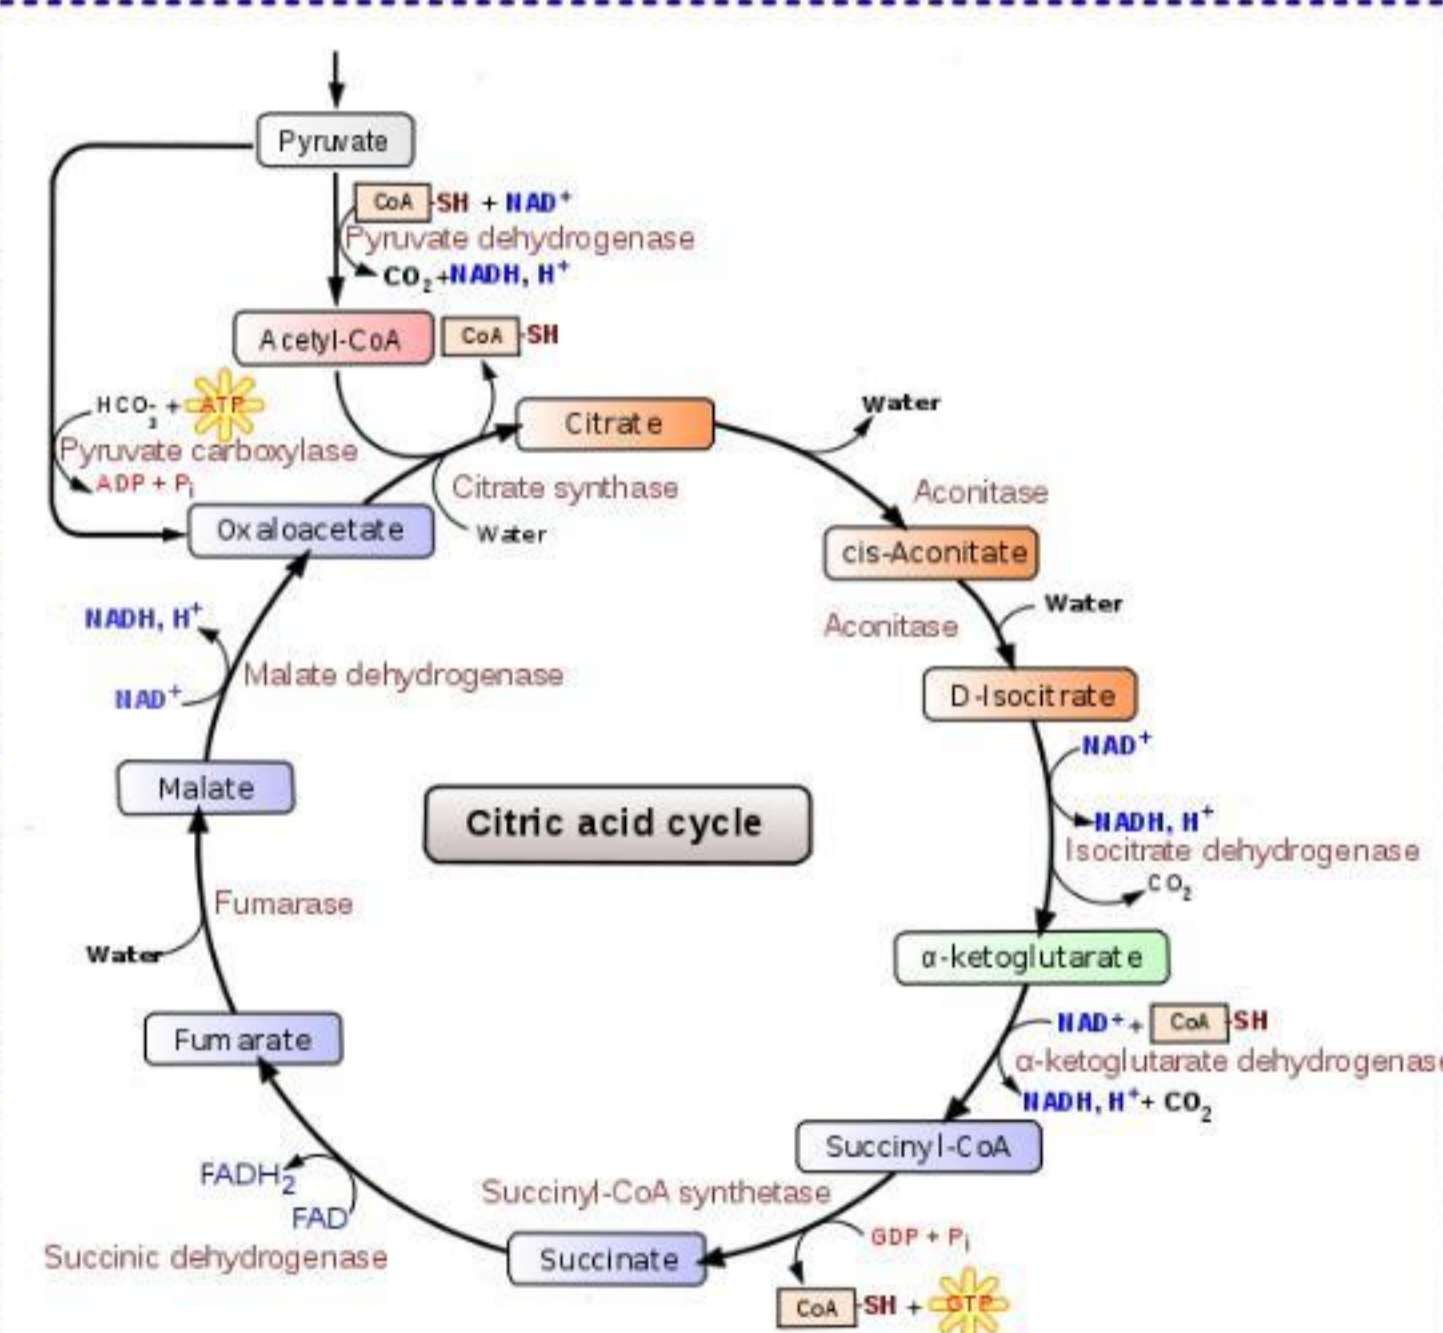 Pyruvate
CoA SH + NAD+
Pyruvate dehydrogenase
CO2+NADH, H+
Acetyl-CoA
CoA SH
HCO3- + ATP
Pyruvate carboxylase
ADP + Pi
Oxaloacetate
Citrate
Citrate synthase
Water
Water
Aconitase
cis-Aconitate
Water
Aconitase
D-Isocitrate
NAD+
NADH, H+
Isocitrate dehydrogenase
CO2
α-ketoglutarate
NAD+ + CoA SH
α-ketoglutarate dehydrogenase
NADH, H+ + CO2
Succinyl-CoA
Succinyl-CoA synthetase
GDP + Pi
CoA SH + GTP
Succinate
FADH2
FAD
Succinic dehydrogenase
Fumarate
Water
Fumarase
Malate
NADH, H+
NAD+
Malate dehydrogenase
Citric acid cycle